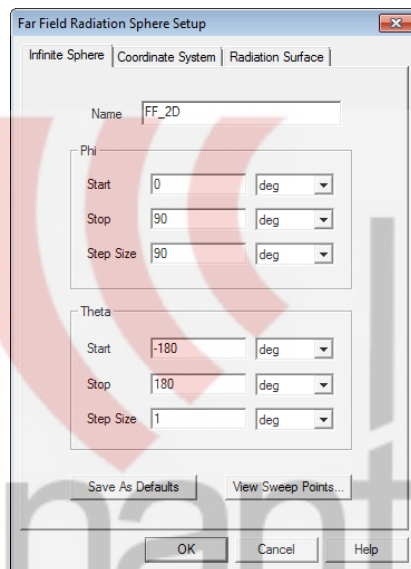 Far Field Radiation Sphere Setup
Infinite Sphere Coordinate System Radiation Surface
Name FF_2D
Phi
Start 0 deg
Stop 90 deg
Step Size 90 deg
Theta
Start -180 deg
Stop 180 deg
Step Size 1 deg
Save As Defaults View Sweep Points...
OK Cancel Help